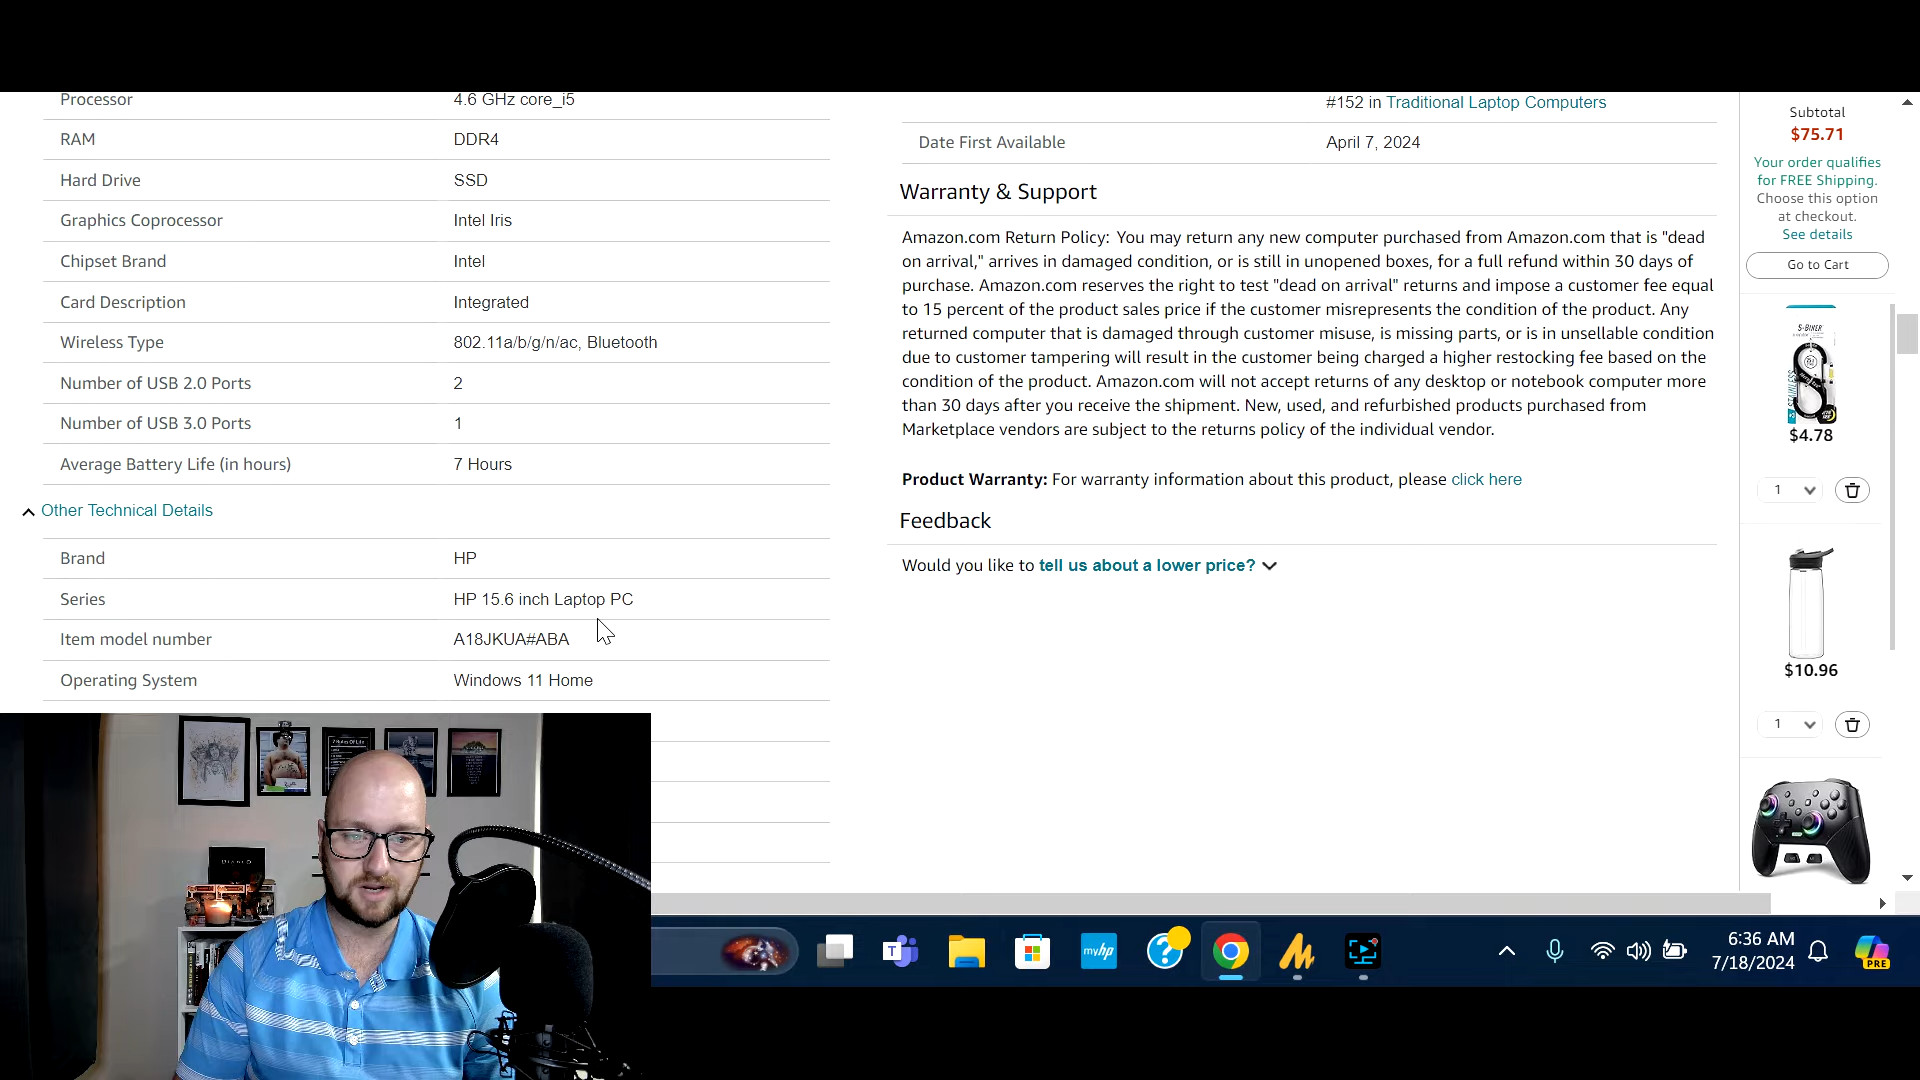 Processor 4.6 GHz core_i5
RAM DDR4
Hard Drive SSD
Graphics Coprocessor Intel Iris
Chipset Brand Intel
Card Description Integrated
Wireless Type 802.11a/b/g/n/ac, Bluetooth
Number of USB 2.0 Ports 2
Number of USB 3.0 Ports 1
Average Battery Life (in hours) 7 Hours
Other Technical Details
Brand HP
Series HP 15.6 inch Laptop PC
Item model number A18JKUA#ABA
Operating System Windows 11 Home
#152 in Traditional Laptop Computers
Date First Available April 7, 2024
Warranty & Support
Amazon.com Return Policy: You may return any new computer purchased from Amazon.com that is "dead
on arrival," arrives in damaged condition, or is still in unopened boxes, for a full refund within 30 days of
purchase. Amazon.com reserves the right to test "dead on arrival" returns and impose a customer fee equal
to 15 percent of the product sales price if the customer misrepresents the condition of the product. Any
returned computer that is damaged through customer misuse, is missing parts, or is in unsellable condition
due to customer tampering will result in the customer being charged a higher restocking fee based on the
condition of the product. Amazon.com will not accept returns of any desktop or notebook computer more
than 30 days after you receive the shipment. New, used, and refurbished products purchased from
Marketplace vendors are subject to the returns policy of the individual vendor.
Product Warranty: For warranty information about this product, please click here
Feedback
Would you like to tell us about a lower price?
Subtotal
$75.71
Your order qualifies
for FREE Shipping.
Choose this option
at checkout.
See details
Go to Cart
S-BINER
$4.78
1
$10.96
1
DIABLO
T
myhp
?
6:36 AM
7/18/2024
PRE